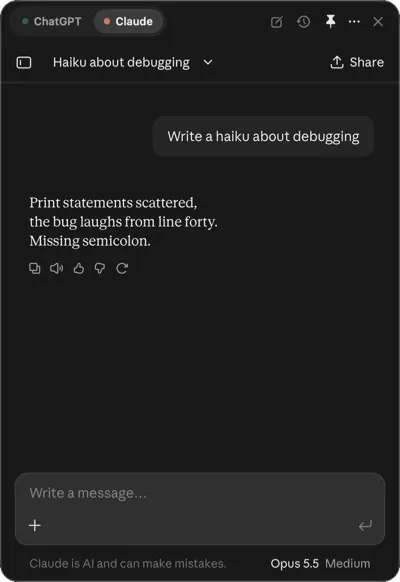 ChatGPT
Claude
Haiku about debugging
Share
Write a haiku about debugging
Print statements scattered,
the bug laughs from line forty.
Missing semicolon.
Write a message...
Claude is AI and can make mistakes.
Opus 5.5 Medium